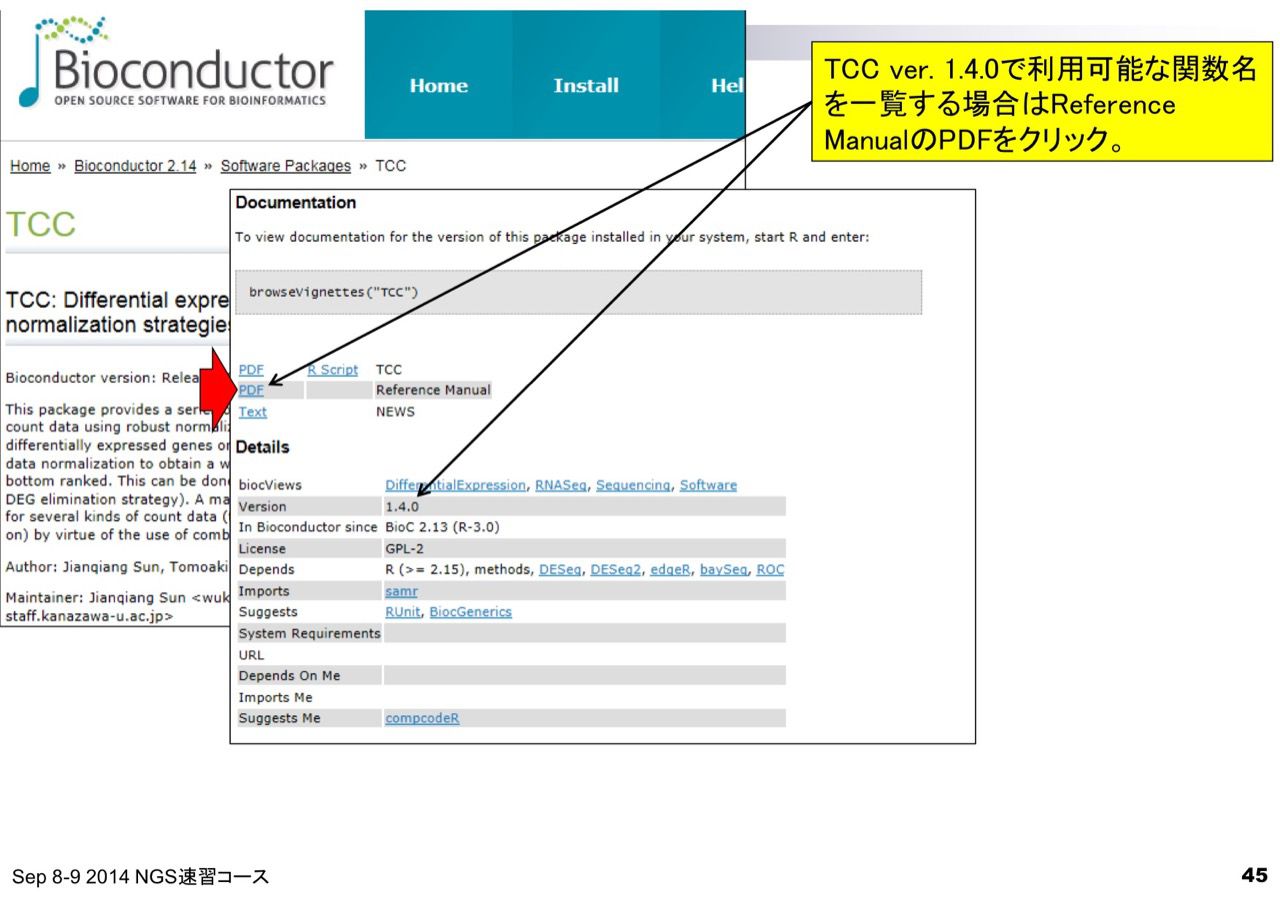 Bioconductor
OPEN SOURCE SOFTWARE FOR BIOINFORMATICS
Home Install Hel
TCC ver. 1.4.0で利用可能な関数名
を一覧する場合はReference
ManualのPDFをクリック。
Home » Bioconductor 2.14 » Software Packages » TCC
TCC
TCC: Differential expre
normalization strategies
Bioconductor version: Relea
This package provides a serie
count data using robust normali
differentially expressed genes or
data normalization to obtain a w
bottom ranked. This can be done
DEG elimination strategy). A ma
for several kinds of count data (
on) by virtue of the use of comb
Author: Jianqiang Sun, Tomoaki
Maintainer: Jianqiang Sun <wuk
staff.kanazawa-u.ac.jp>
Documentation
To view documentation for the version of this package installed in your system, start R and enter:
browseVignettes("TCC")
PDF R Script TCC
PDF Reference Manual
Text NEWS
Details
biocViews DifferentialExpression, RNASeq, Sequencing, Software
Version 1.4.0
In Bioconductor since BioC 2.13 (R-3.0)
License GPL-2
Depends R (>= 2.15), methods, DESeq, DESeq2, edgeR, baySeq, ROC
Imports samr
Suggests RUnit, BiocGenerics
System Requirements
URL
Depends On Me
Imports Me
Suggests Me compcodeR
Sep 8-9 2014 NGS速習コース
45